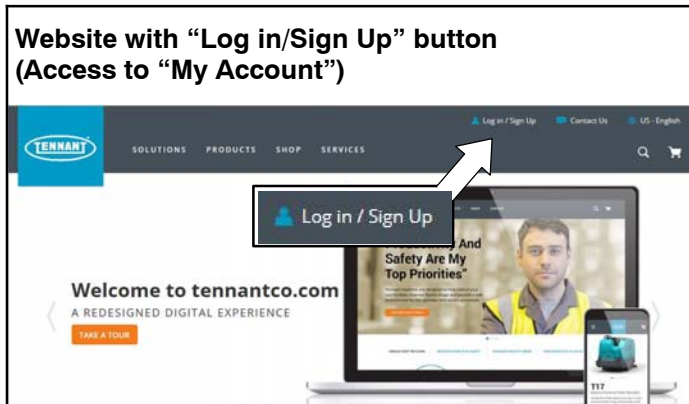 Website with “Log in/Sign Up” button
(Access to “My Account”)
Log in / Sign Up
Contact Us
US - English
TENNANT
SOLUTIONS
PRODUCTS
SHOP
SERVICES
Log in / Sign Up
And
Safety Are My
Top Priorities”
Welcome to tennantco.com
A REDESIGNED DIGITAL EXPERIENCE
TAKE A TOUR
T17